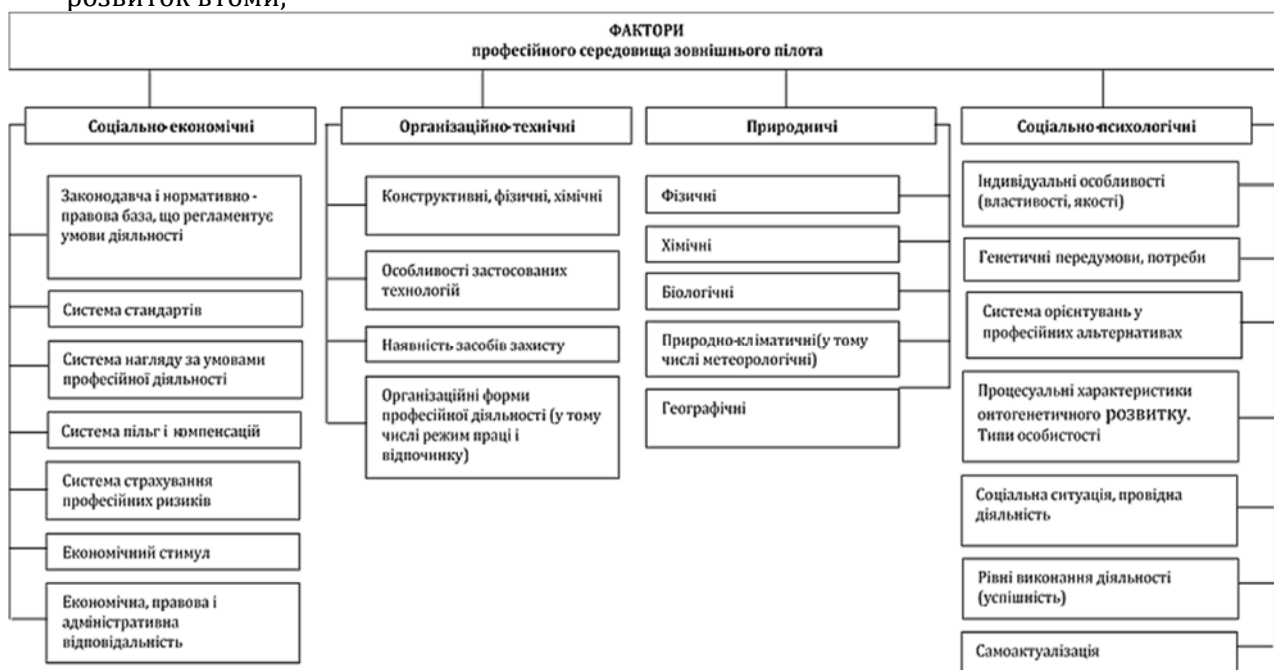 розвиток втоми;
ФАКТОРИ
професійного середовища зовнішнього пілота
Соціально-економічні
Законодавча і нормативно -
правова база, що регламентує
умови діяльності
Система стандартів
Система нагляду за умовами
професійної діяльності
Система пільг і компенсацій
Система страхування
професійних ризиків
Економічний стимул
Економічна, правова і
адміністративна
відповідальність
Організаційно-технічні
Конструктивні, фізичні, хімічні
Особливості застосованих
технологій
Наявність засобів захисту
Організаційні форми
професійної діяльності (у тому
числі режим праці і
відпочинку)
Природничі
Фізичні
Хімічні
Біологічні
Природно-кліматичні(у тому
числі метеорологічні)
Географічні
Соціально-психологічні
Індивідуальні особливості
(властивості, якості)
Генетичні передумови, потреби
Система орієнтувань у
професійних альтернативах
Процесуальні характеристики
онтогенетичного розвитку.
Типи особистості
Соціальна ситуація, провідна
діяльність
Рівні виконання діяльності
(успішність)
Самоактуалізація